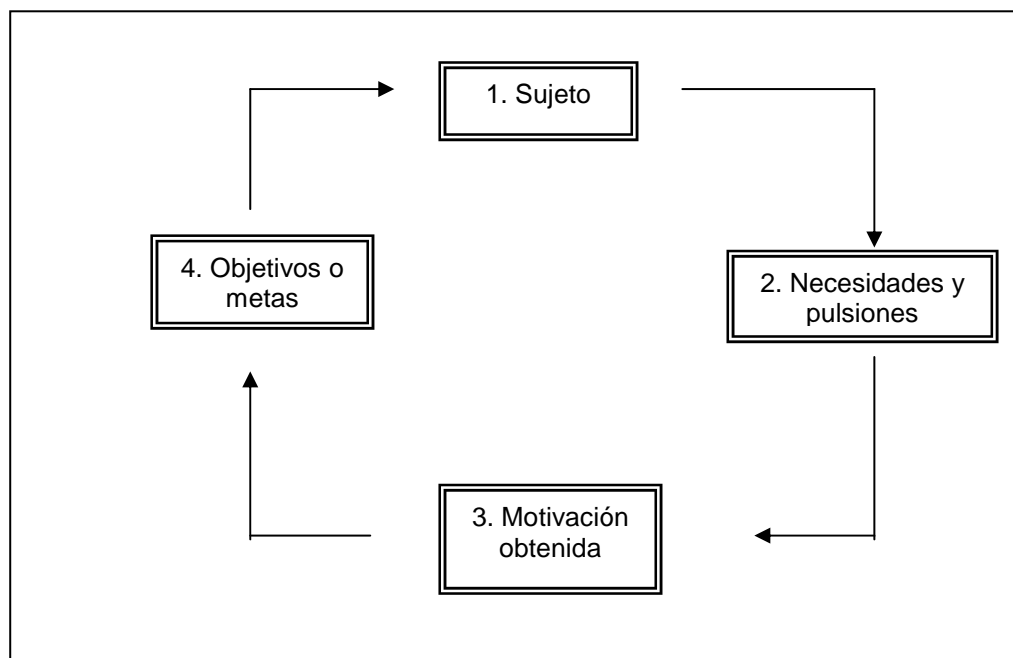 1. Sujeto
2. Necesidades y
pulsiones
3. Motivación
obtenida
4. Objetivos o
metas